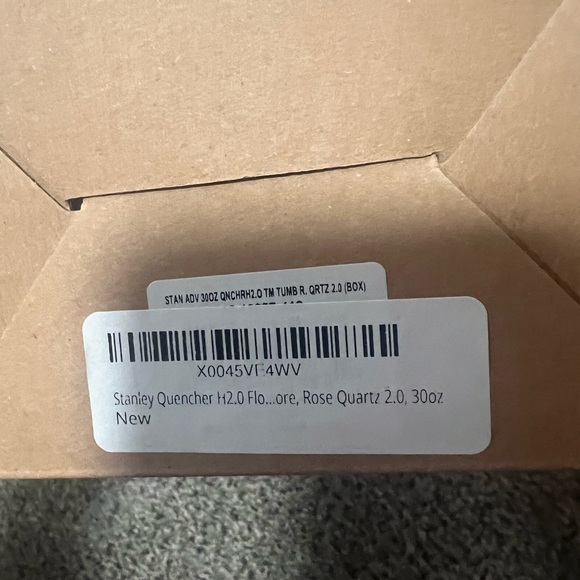 STAN ADV 30OZ QNCHRH2.O TM TUMB R. QRTZ 2.0 (BOX)
X0045VF4WV
Stanley Quencher H2.0 Flo...ore, Rose Quartz 2.0, 30oz
New